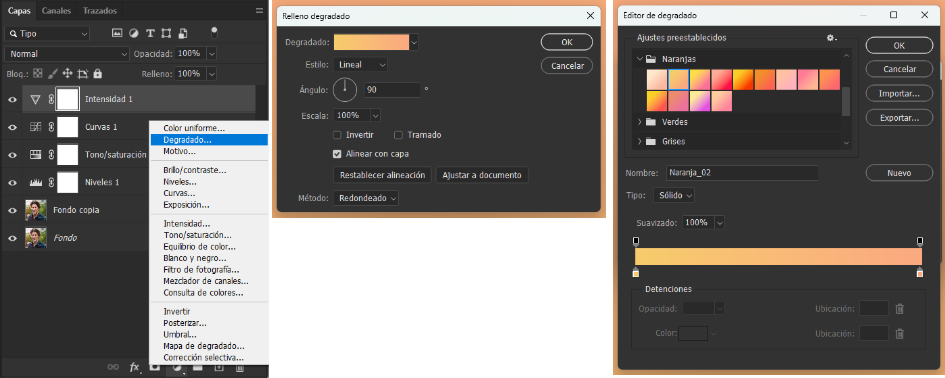 Capas Canales Trazados
Tipo
Normal Opacidad: 100%
Bloq.: Relleno: 100%
Intensidad 1
Curvas 1
Tono/saturación
Niveles 1
Fondo copia
Fondo
Color uniforme...
Degradado...
Motivo...
Brillo/contraste...
Niveles...
Curvas...
Exposición...
Intensidad...
Tono/saturación...
Equilibrio de color...
Blanco y negro...
Filtro de fotografía...
Mezclador de canales...
Consulta de colores...
Invertir
Posterizar...
Umbral...
Mapa de degradado...
Corrección selectiva...
fx
Relleno degradado
Degradado:
OK
Estilo: Lineal
Cancelar
Ángulo: 90 °
Escala: 100%
Invertir Tramado
Alinear con capa
Restablecer alineación Ajustar a documento
Método: Redondeado
Editor de degradado
Ajustes preestablecidos
OK
Naranjas
Cancelar
Importar...
Exportar...
Verdes
Grises
Nombre: Naranja_02
Nuevo
Tipo: Sólido
Suavizado: 100%
Detenciones
Opacidad: Ubicación:
Color: Ubicación: